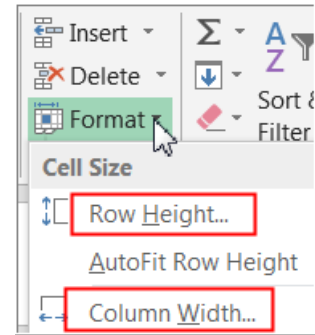 Insert
Delete
Format
Σ
A
Z
Sort &
Filter
Cell Size
Row Height...
AutoFit Row Height
Column Width...